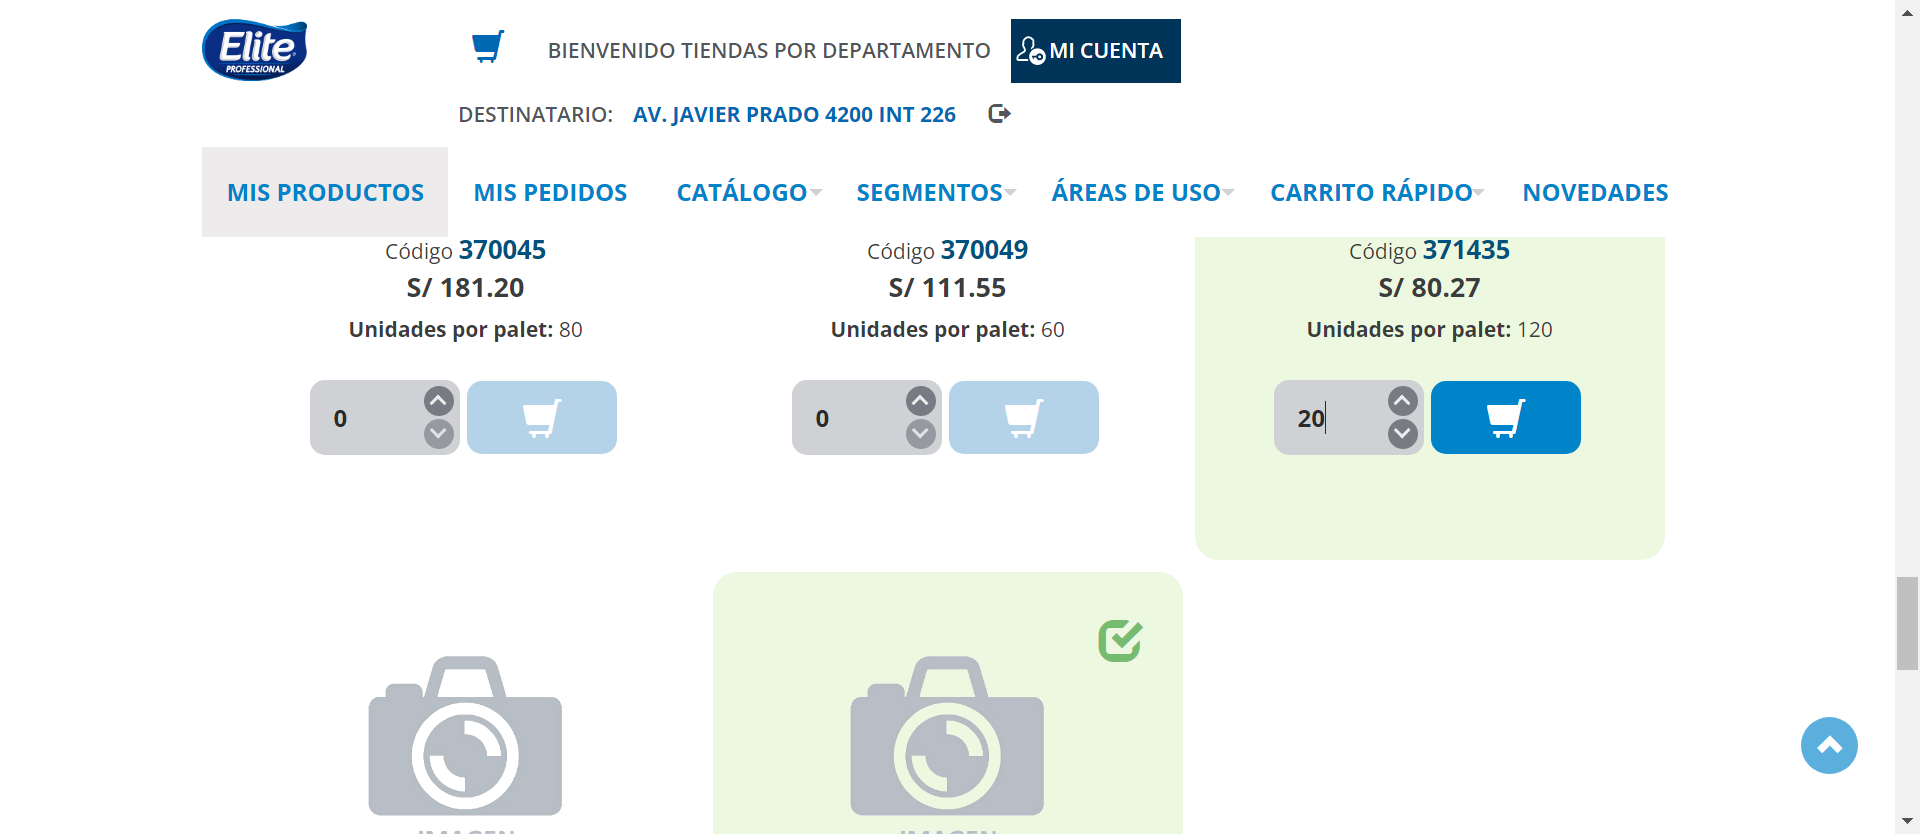 Elite
PROFESSIONAL
BIENVENIDO TIENDAS POR DEPARTAMENTO
MI CUENTA
DESTINATARIO: AV. JAVIER PRADO 4200 INT 226
MIS PRODUCTOS MIS PEDIDOS CATÁLOGO SEGMENTOS ÁREAS DE USO CARRITO RÁPIDO NOVEDADES
Código 370045
S/ 181.20
Unidades por palet: 80
0
Código 370049
S/ 111.55
Unidades por palet: 60
0
Código 371435
S/ 80.27
Unidades por palet: 120
20
IMAGEN
IMAGEN